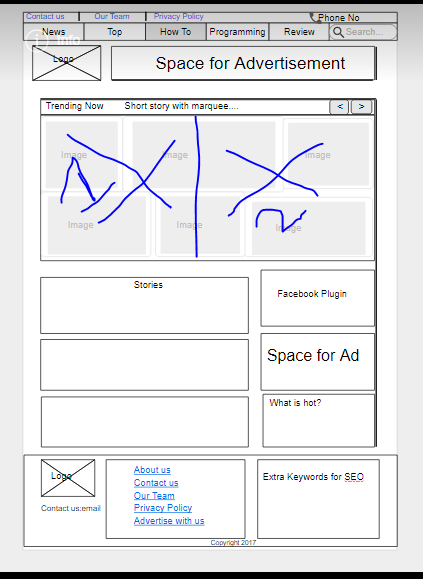 Contact us Our Team Privacy Policy Phone No
News Top How To Programming Review Search...
info
Logo Space for Advertisement
Trending Now Short story with marquee.... < >
Image Image Image
Image Image Image
Stories Facebook Plugin
Space for Ad
What is hot?
Logo About us Extra Keywords for SEO
Contact us
Our Team
Contact us:email Privacy Policy
Advertise with us
Copyright 2017